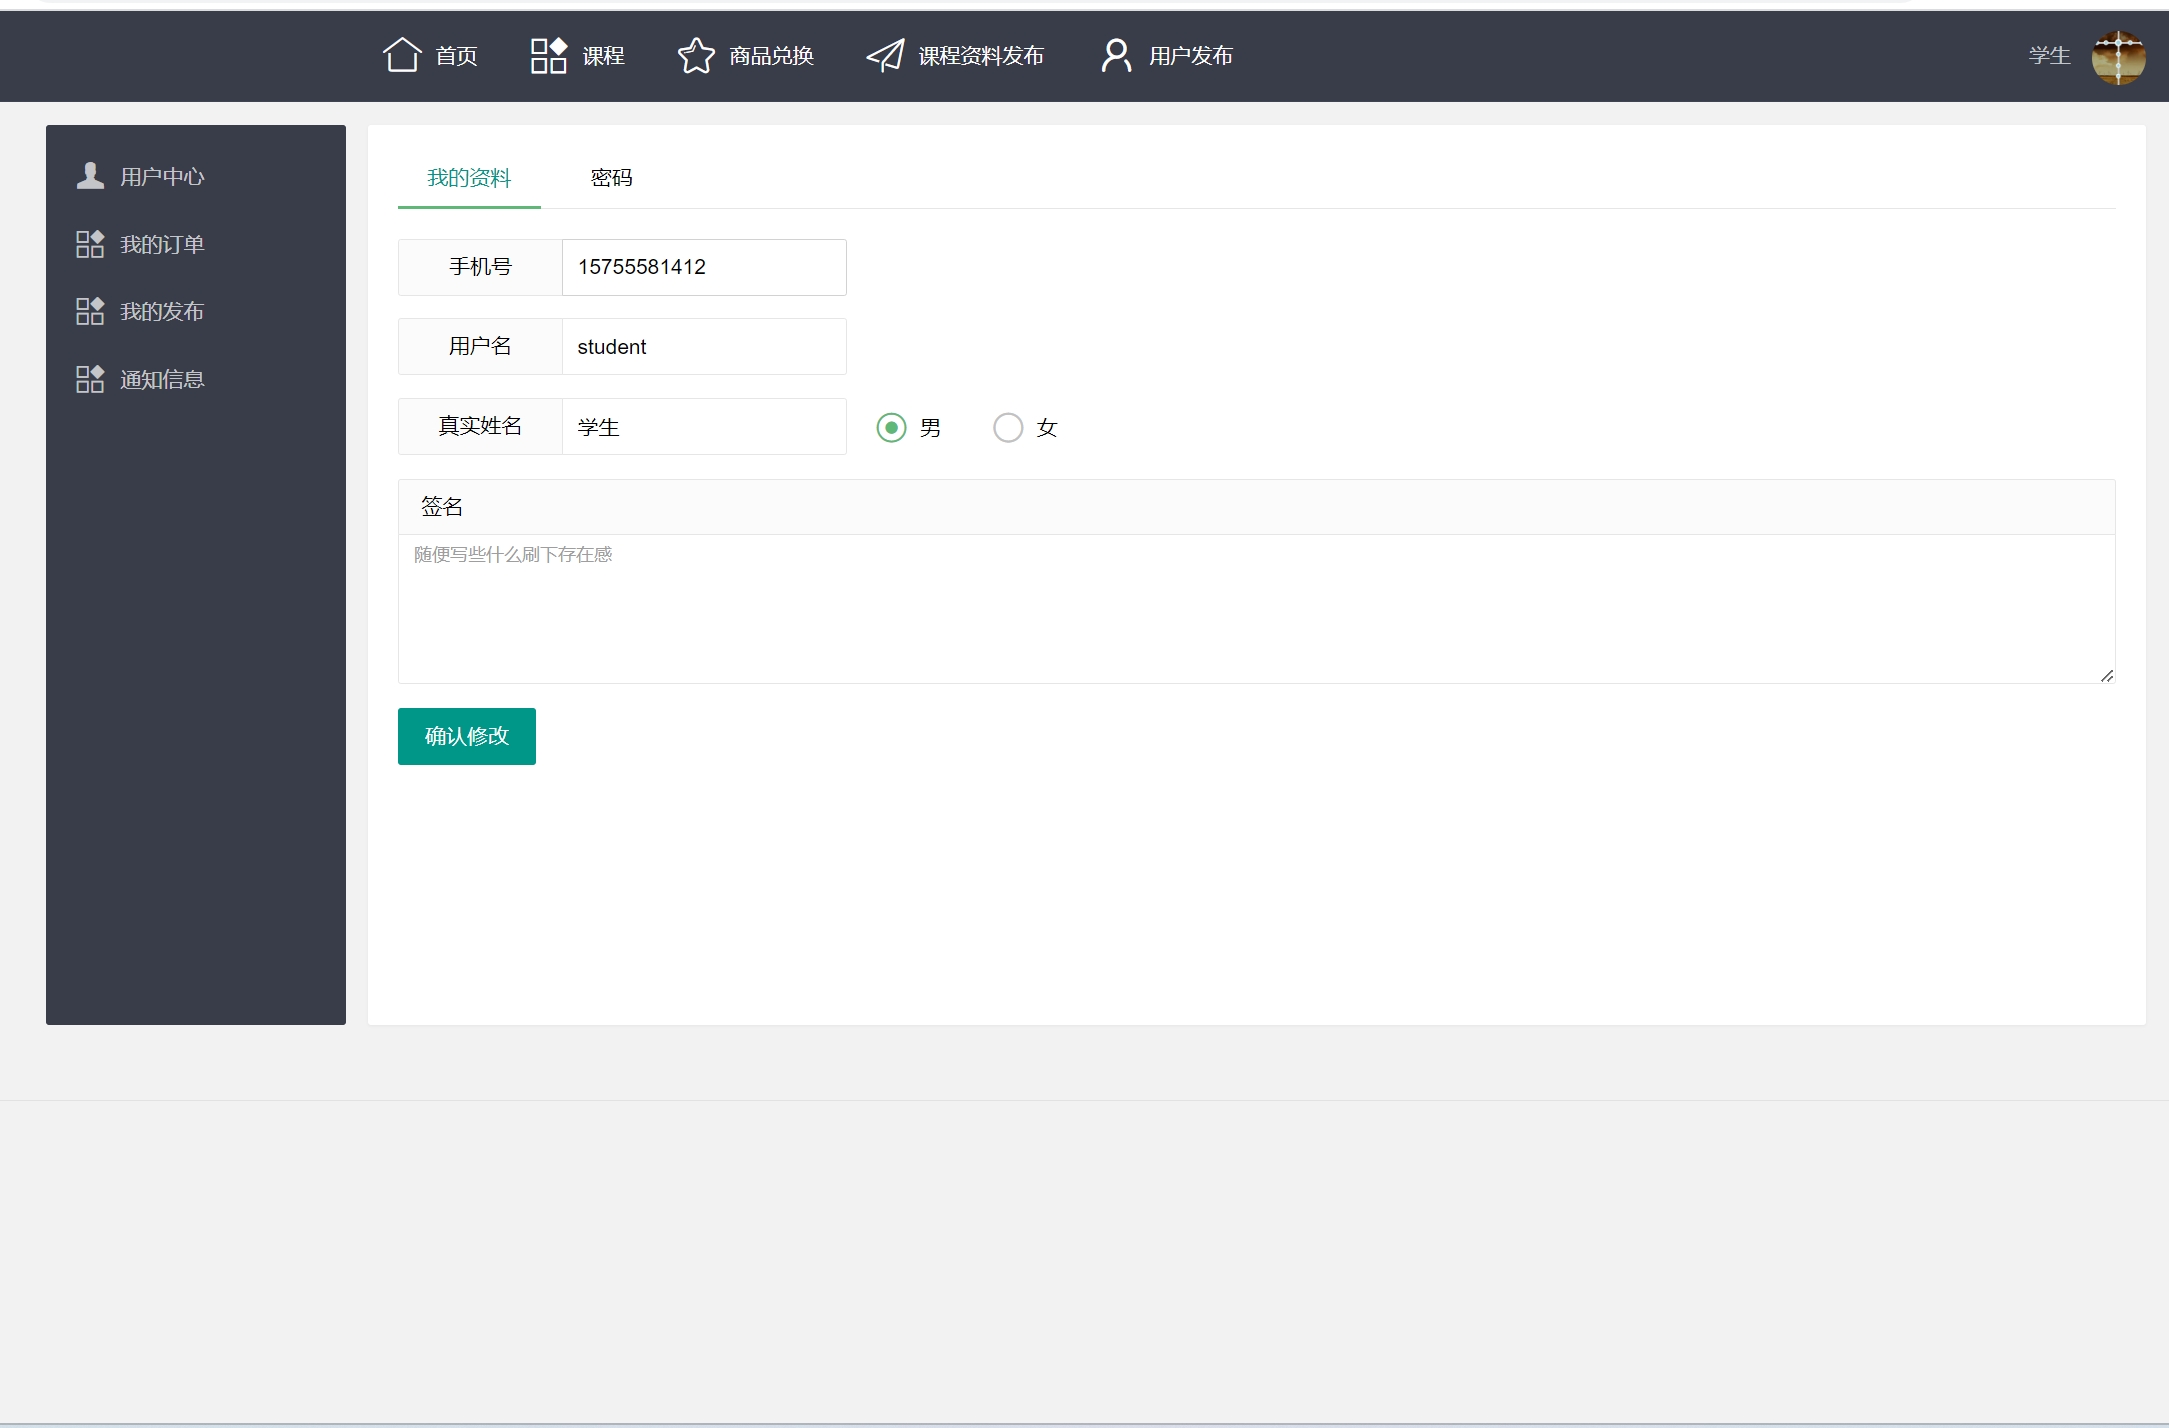 首页 课程 商品兑换 课程资料发布 用户发布 学生
用户中心
我的订单
我的发布
通知信息
我的资料 密码
手机号 15755581412
用户名 student
真实姓名 学生 男 女
签名
随便写些什么刷下存在感
确认修改